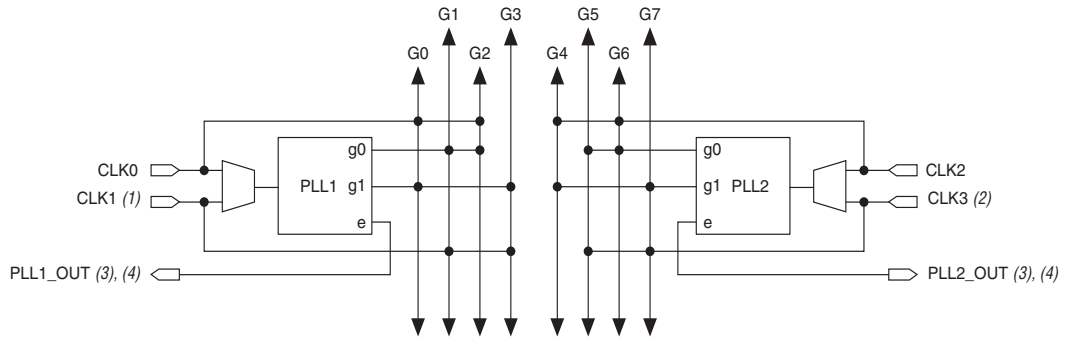 G1 G3 G5 G7
G0 G2 G4 G6
g0 g0
CLK0 CLK2
PLL1 g1 g1 PLL2
CLK1 (1) CLK3 (2)
e e
PLL1_OUT (3), (4) PLL2_OUT (3), (4)